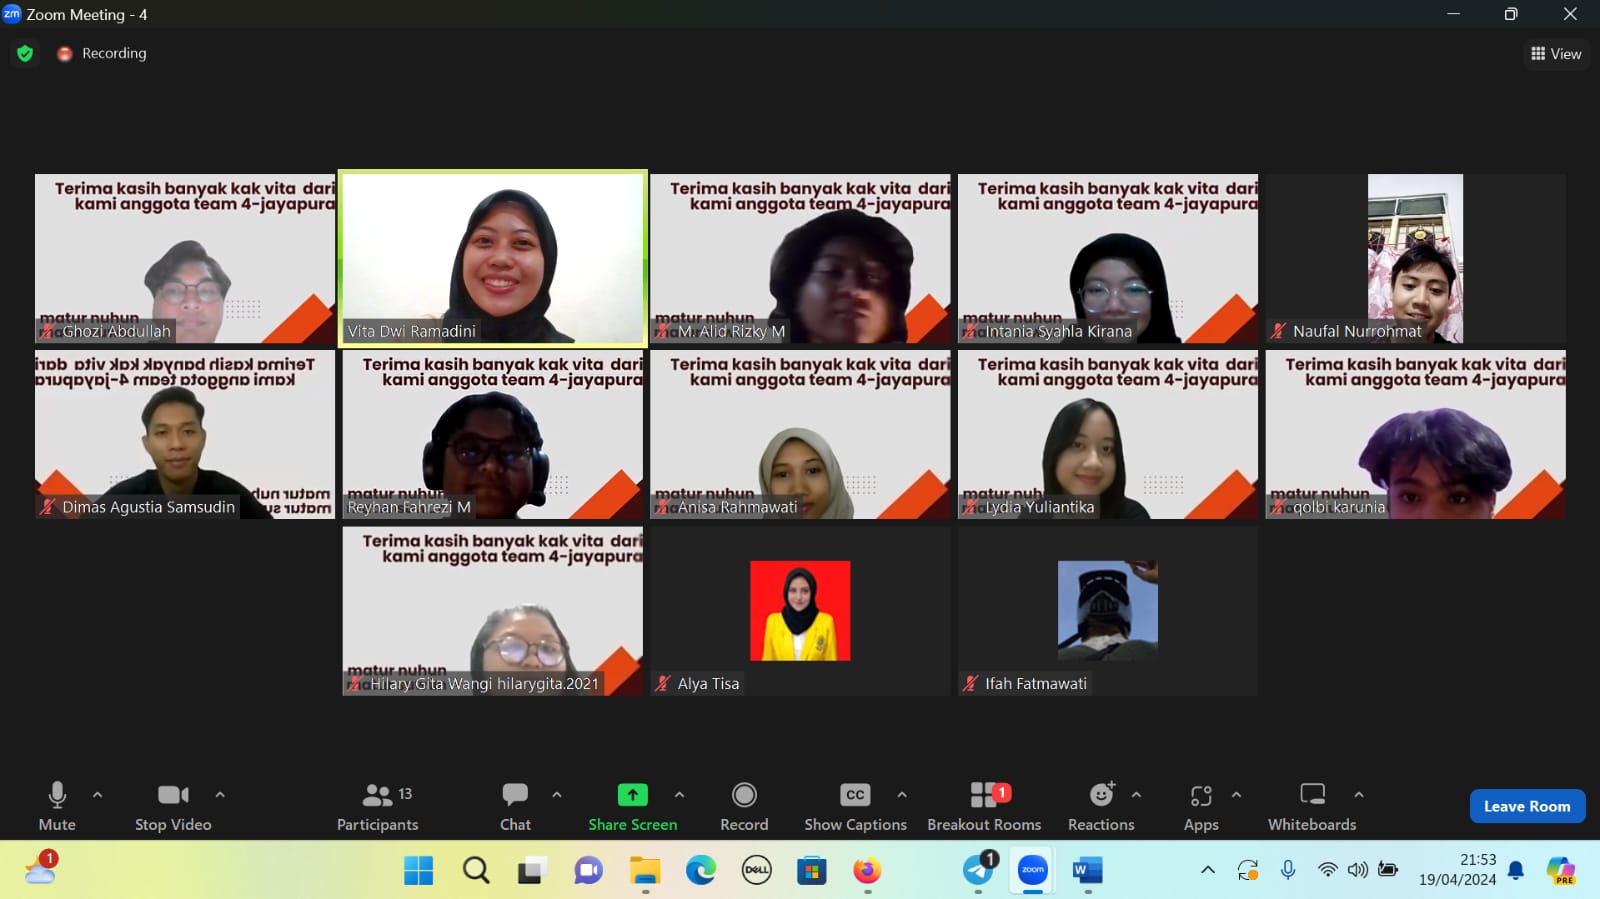 Zoom Meeting - 4
Recording
View
Terima kasih banyak kak vita dari
kami anggota team 4-jayapura
matur nuhun
Ghozi Abdullah
Vita Dwi Ramadini
Terima kasih banyak kak vita dari
kami anggota team 4-jayapura
M. Alid Rizky M
Terima kasih banyak kak vita dari
kami anggota team 4-jayapura
Intania Syahla Kirana
Naufal Nurrohmat
Terima kasih banyak kak vita dari
kami anggota team 4-jayapura
matur nuhun
Dimas Agustia Samsudin
Terima kasih banyak kak vita dari
kami anggota team 4-jayapura
matur nuhun
Reyhan Fahrezi M
Terima kasih banyak kak vita dari
kami anggota team 4-jayapura
matur nuhun
Anisa Rahmawati
Terima kasih banyak kak vita dari
kami anggota team 4-jayapura
matur nuh
Lydia Yuliantika
Terima kasih banyak kak vita dari
kami anggota team 4-jayapura
matur nuhun
qolbi karunia
Terima kasih banyak kak vita dari
kami anggota team 4-jayapura
matur nuhun
Hilary Gita Wangi hilarygita.2021
Alya Tisa
Ifah Fatmawati
Mute
Stop Video
13
Participants
Chat
Share Screen
Record
CC
Show Captions
1
Breakout Rooms
Reactions
Apps
Whiteboards
Leave Room
1
DELL
1
zoom
W
21:53
19/04/2024
PRE